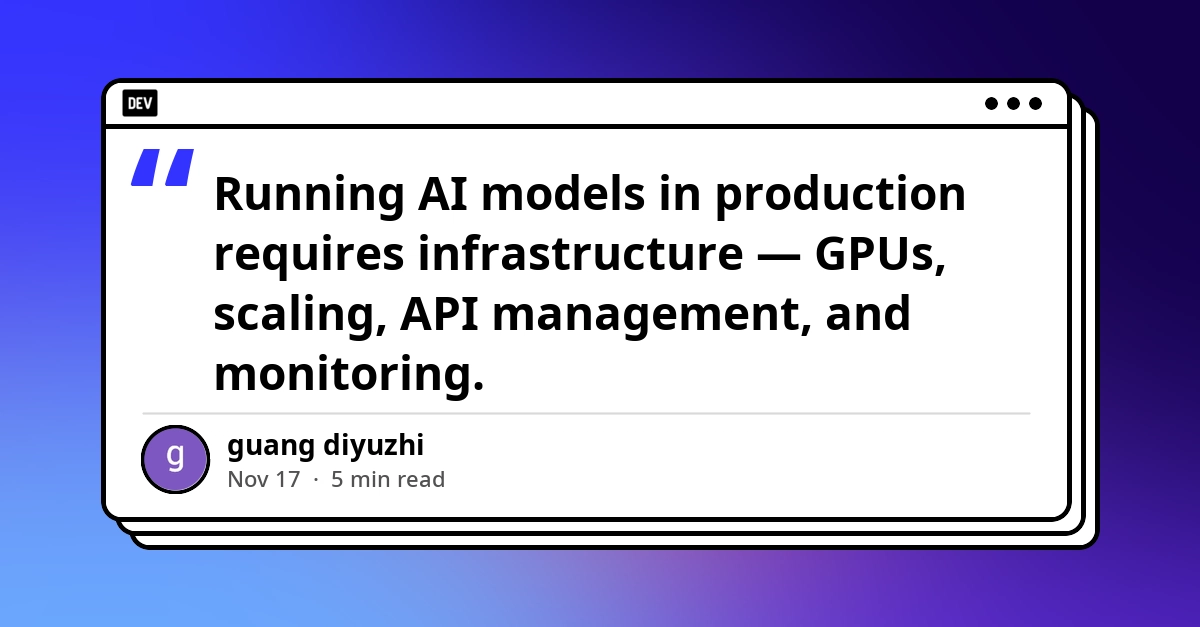 DEV
“
Running AI models in production
requires infrastructure — GPUs,
scaling, API management, and
monitoring.
g
guang diyuzhi
Nov 17 · 5 min read